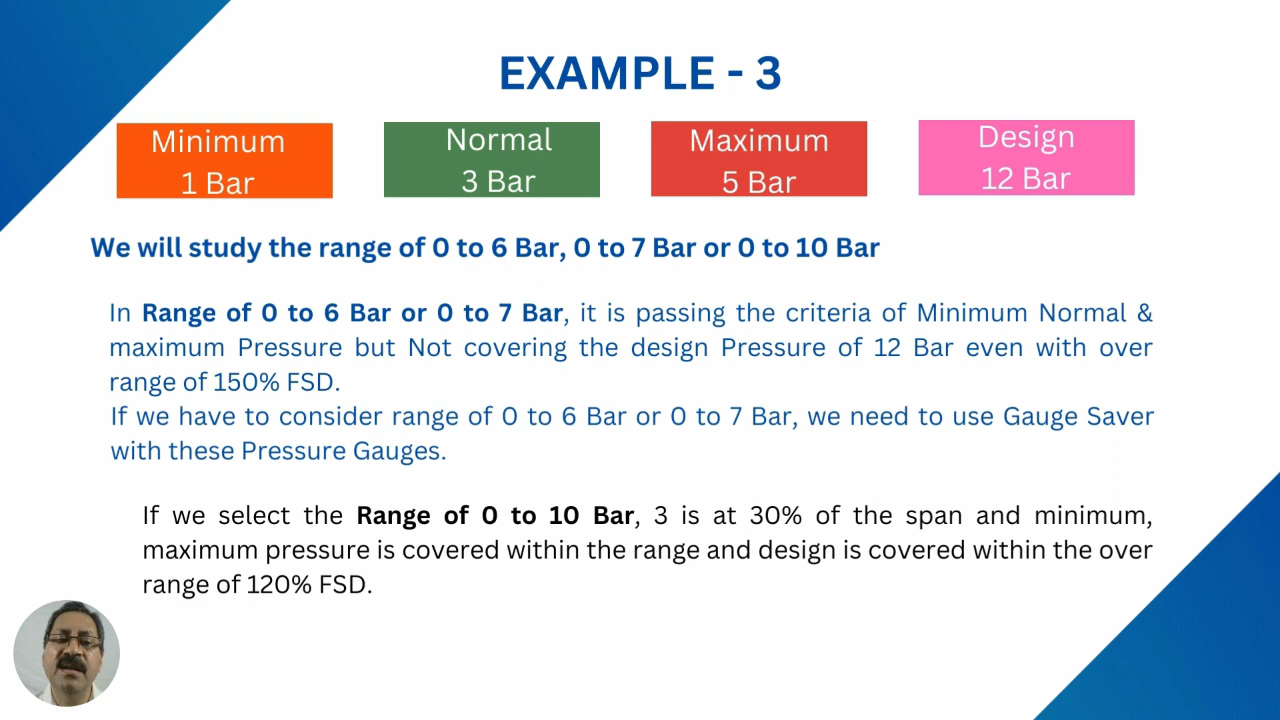 EXAMPLE - 3
Minimum
1 Bar
Normal
3 Bar
Maximum
5 Bar
Design
12 Bar
We will study the range of 0 to 6 Bar, 0 to 7 Bar or 0 to 10 Bar
In Range of 0 to 6 Bar or 0 to 7 Bar, it is passing the criteria of Minimum Normal &
maximum Pressure but Not covering the design Pressure of 12 Bar even with over
range of 150% FSD.
If we have to consider range of 0 to 6 Bar or 0 to 7 Bar, we need to use Gauge Saver
with these Pressure Gauges.
If we select the Range of 0 to 10 Bar, 3 is at 30% of the span and minimum,
maximum pressure is covered within the range and design is covered within the over
range of 120% FSD.